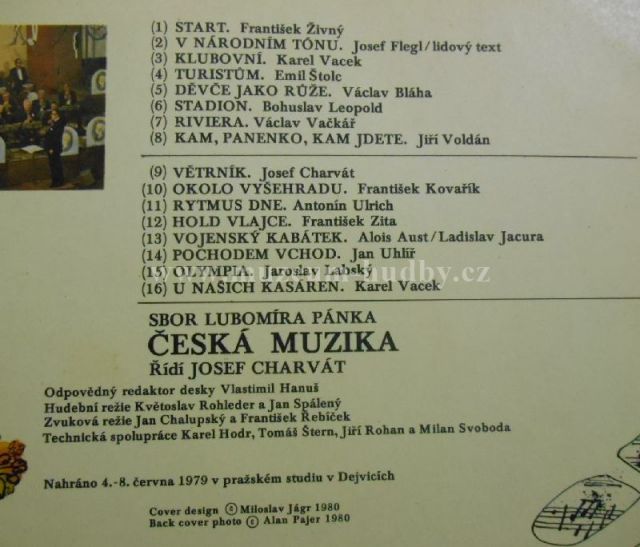 (1) START. František Živný
(2) V NÁRODNÍM TÓNU. Josef Flegl/lidový text
(3) KLUBOVNÍ. Karel Vacek
(4) TURISTŮM. Emil Štolc
(5) DĚVČE JAKO RŮŽE. Václav Bláha
(6) STADION. Bohuslav Leopold
(7) RIVIERA. Václav Vačkář
(8) KAM, PANENKO, KAM JDETE. Jiří Voldán
(9) VĚTRNÍK. Josef Charvát
(10) OKOLO VYŠEHRADU. František Kovařík
(11) RYTMUS DNE. Antonín Ulrich
(12) HOLD VLAJCE. František Zita
(13) VOJENSKÝ KABÁTEK. Alois Aust/Ladislav Jacura
(14) POCHODEM VCHOD. Jan Uhlíř
(15) OLYMPIA. Jaroslav Labský
(16) U NAŠICH KASÁREN. Karel Vacek
SBOR LUBOMÍRA PÁNKA
ČESKÁ MUZIKA
Řídí JOSEF CHARVÁT
Odpovědný redaktor desky Vlastimil Hanuš
Hudební režie Květoslav Rohleder a Jan Spálený
Zvuková režie Jan Chalupský a František Řebíček
Technická spolupráce Karel Hodr, Tomáš Štern, Jiří Rohan a Milan Svoboda
Nahráno 4.-8. června 1979 v pražském studiu v Dejvicích
Cover design © Miloslav Jágr 1980
Back cover photo © Alan Pajer 1980